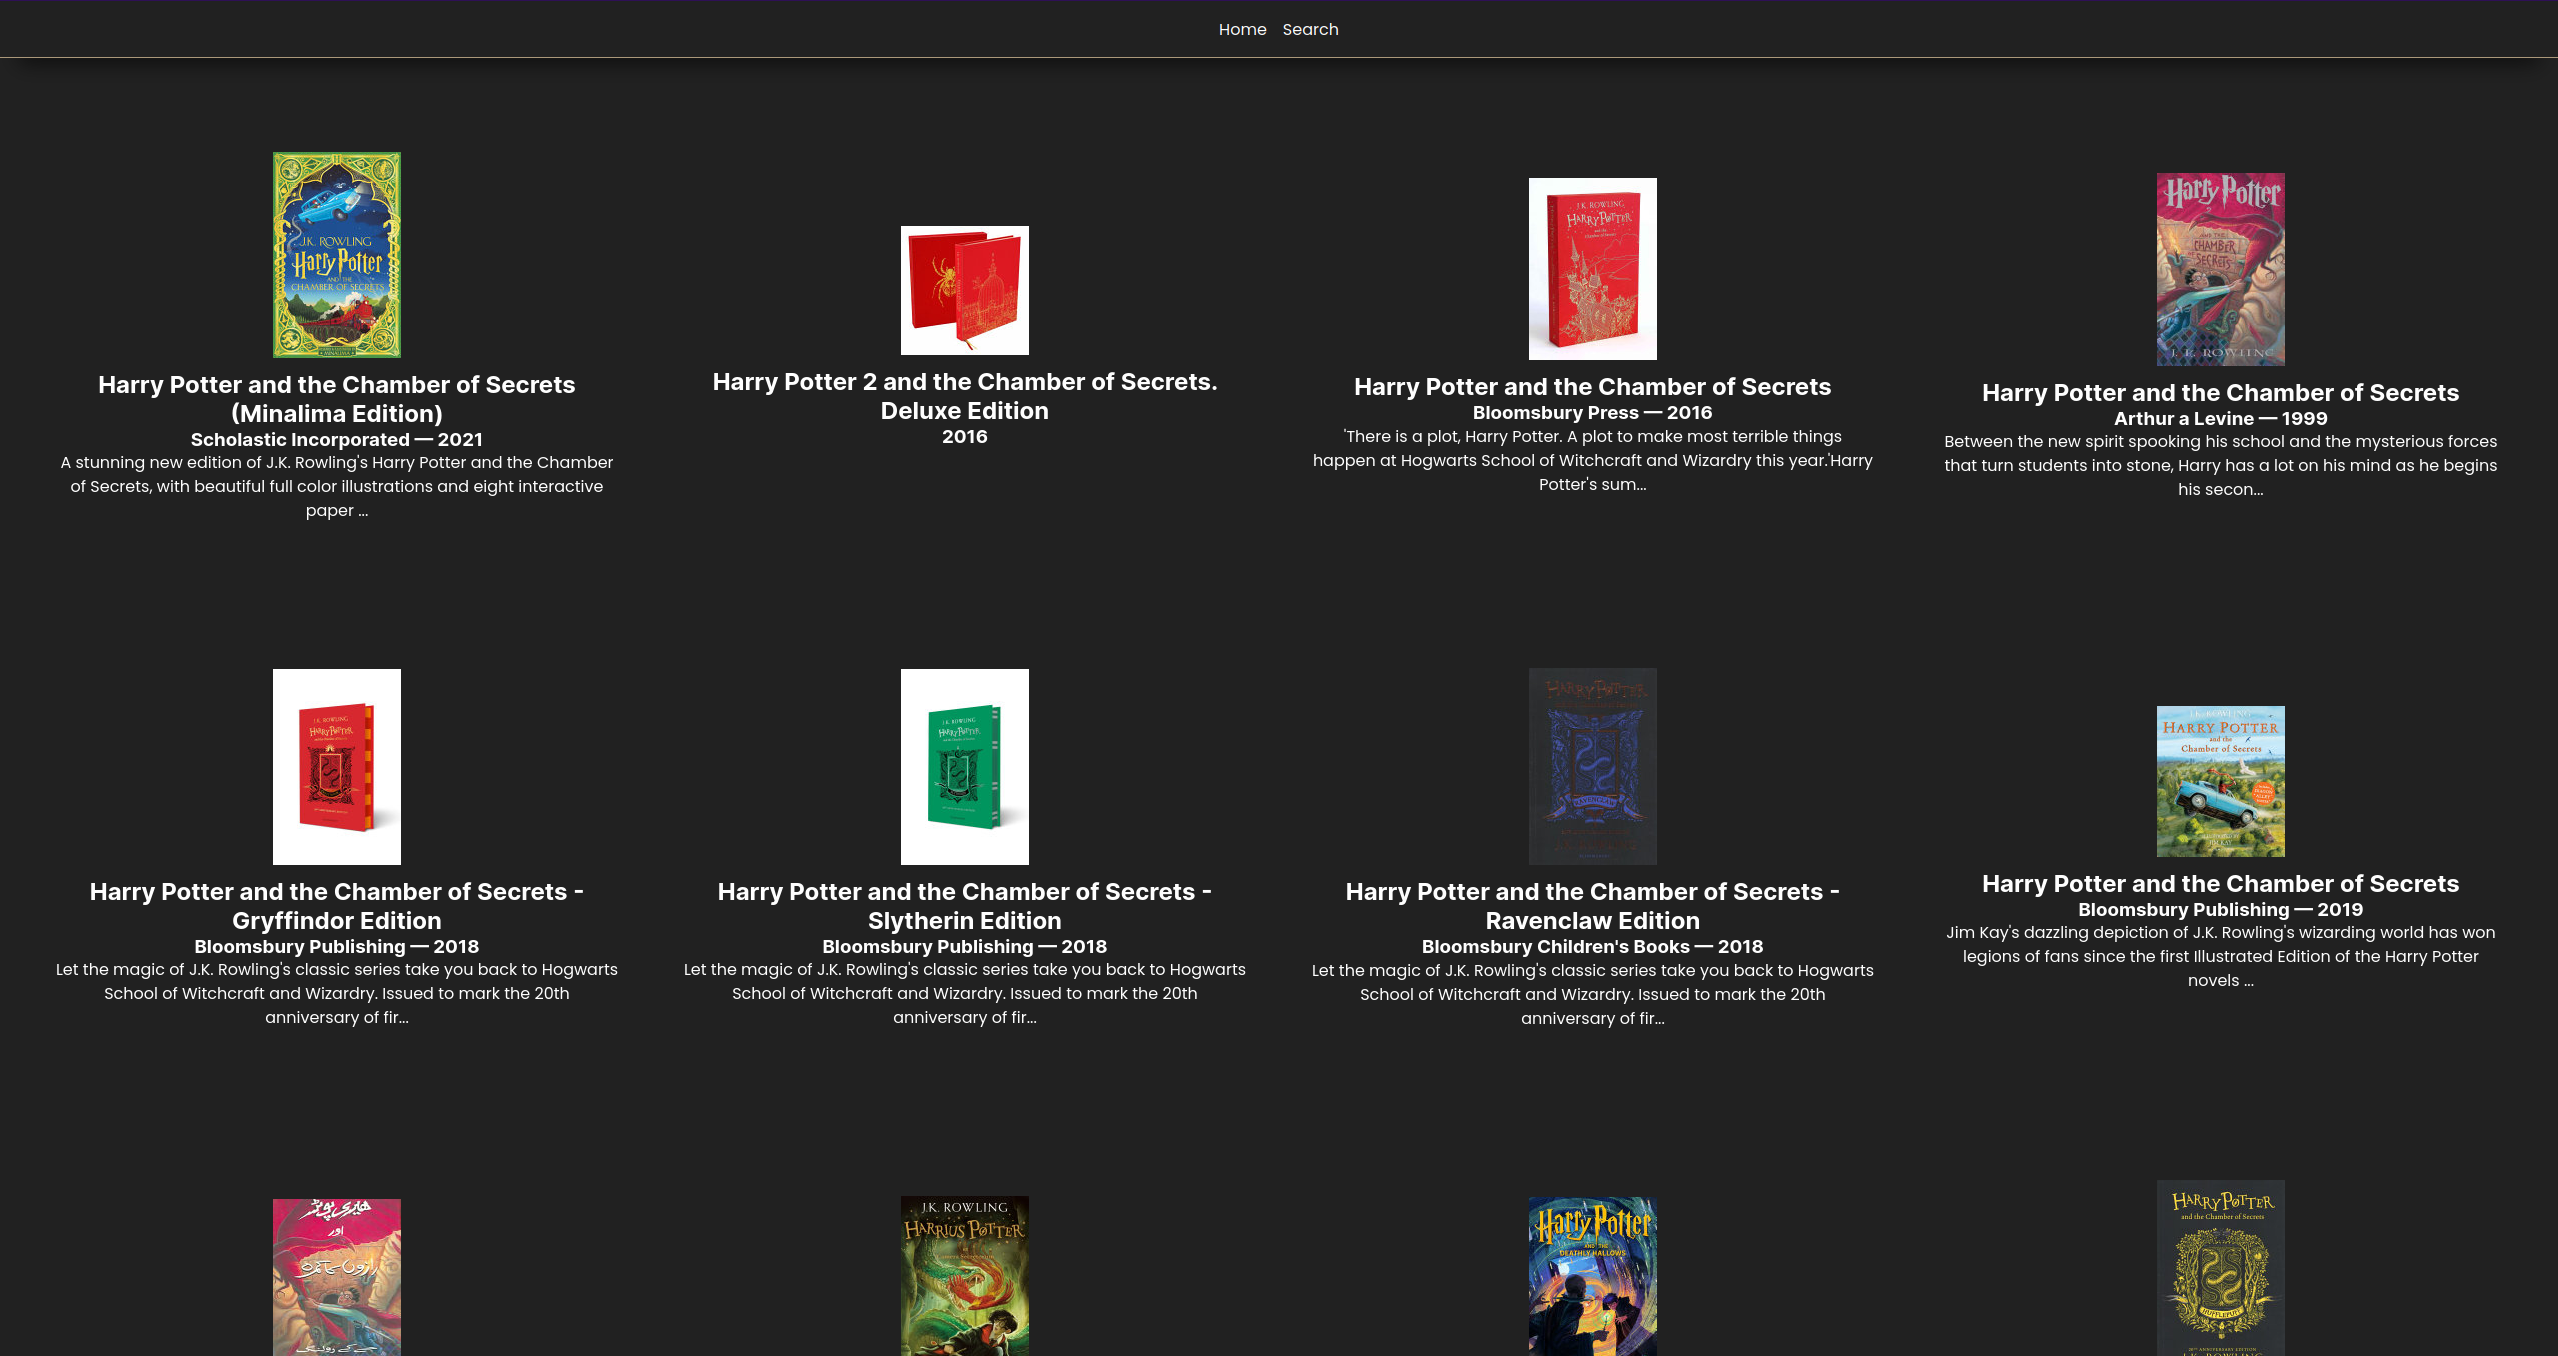 Home Search
J.K. ROWLING
Harry Potter
AND THE
CHAMBER OF SECRETS
MINALIMA
Harry Potter and the Chamber of Secrets
(Minalima Edition)
Scholastic Incorporated — 2021
A stunning new edition of J.K. Rowling's Harry Potter and the Chamber
of Secrets, with beautiful full color illustrations and eight interactive
paper ...
Harry Potter 2 and the Chamber of Secrets.
Deluxe Edition
2016
J.K. ROWLING
HARRY POTTER
and the
Chamber of Secrets
Harry Potter and the Chamber of Secrets
Bloomsbury Press — 2016
'There is a plot, Harry Potter. A plot to make most terrible things
happen at Hogwarts School of Witchcraft and Wizardry this year.'Harry
Potter's sum...
Harry Potter
AND THE
CHAMBER
OF SECRETS
J. K. ROWLING
Harry Potter and the Chamber of Secrets
Arthur a Levine — 1999
Between the new spirit spooking his school and the mysterious forces
that turn students into stone, Harry has a lot on his mind as he begins
his secon...
J.K. ROWLING
HARRY POTTER
Harry Potter and the Chamber of Secrets -
Gryffindor Edition
Bloomsbury Publishing — 2018
Let the magic of J.K. Rowling's classic series take you back to Hogwarts
School of Witchcraft and Wizardry. Issued to mark the 20th
anniversary of fir...
J.K. ROWLING
HARRY POTTER
Harry Potter and the Chamber of Secrets -
Slytherin Edition
Bloomsbury Publishing — 2018
Let the magic of J.K. Rowling's classic series take you back to Hogwarts
School of Witchcraft and Wizardry. Issued to mark the 20th
anniversary of fir...
HARRY POTTER
RAVENCLAW
Harry Potter and the Chamber of Secrets -
Ravenclaw Edition
Bloomsbury Children's Books — 2018
Let the magic of J.K. Rowling's classic series take you back to Hogwarts
School of Witchcraft and Wizardry. Issued to mark the 20th
anniversary of fir...
J.K. ROWLING
HARRY POTTER
and the
Chamber of Secrets
JIM KAY
Harry Potter and the Chamber of Secrets
Bloomsbury Publishing — 2019
Jim Kay's dazzling depiction of J.K. Rowling's wizarding world has won
legions of fans since the first Illustrated Edition of the Harry Potter
novels ...
ہیری پوٹر
اور
J.K. ROWLING
HARRIUS POTTER
Harry Potter
AND THE
DEATHLY HALLOWS
HARRY POTTER
and the Chamber of Secrets
HUFFLEPUFF
20TH ANNIVERSARY EDITION
J.K. ROWLING